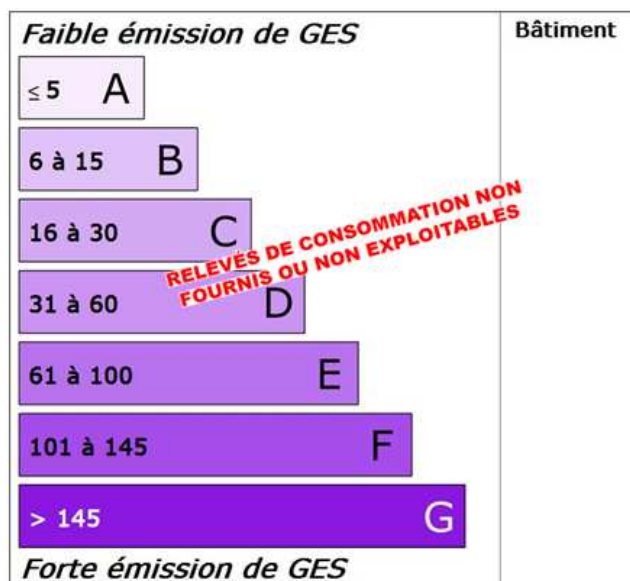 Faible émission de GES
Bâtiment
≤ 5 A
6 à 15 B
16 à 30 C
RELEVÉS DE CONSOMMATION NON
FOURNIS OU NON EXPLOITABLES
31 à 60 D
61 à 100 E
101 à 145 F
> 145 G
Forte émission de GES